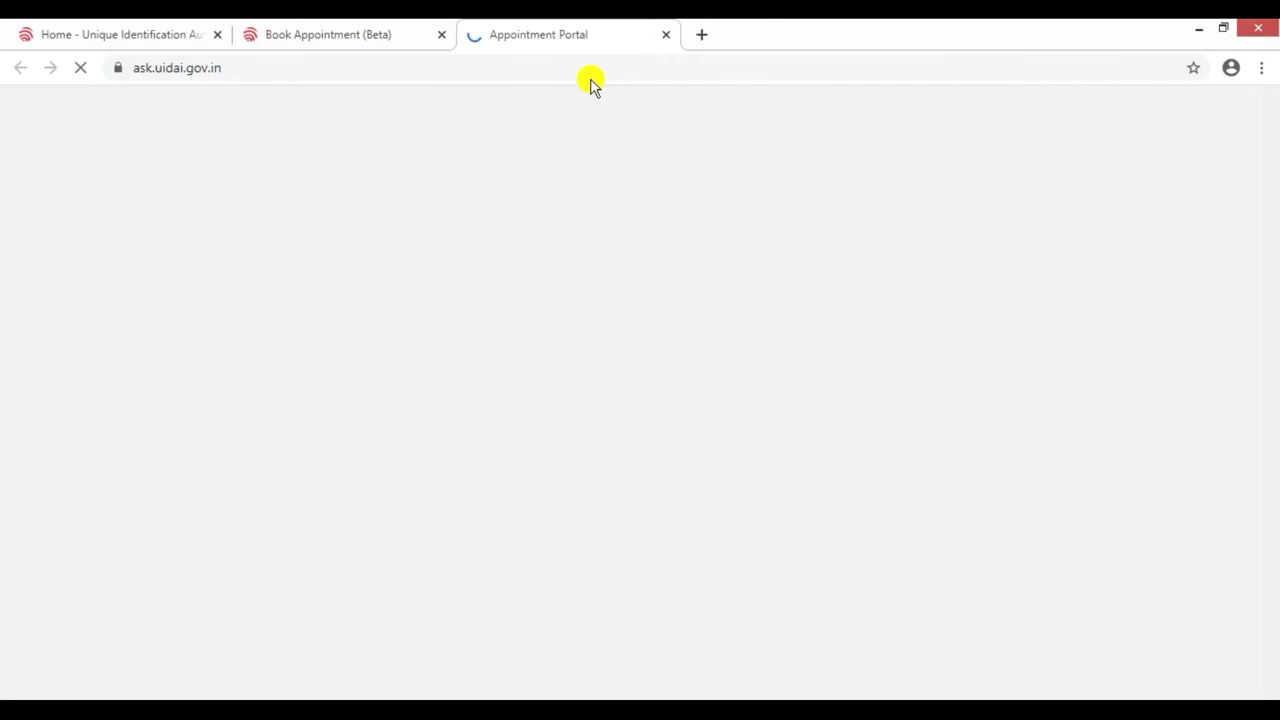 Home - Unique Identification Au
Book Appointment (Beta)
Appointment Portal
ask.uidai.gov.in